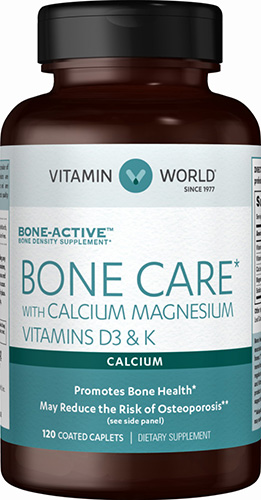 VITAMIN WORLD®
SINCE 1977
BONE-ACTIVE™
BONE DENSITY SUPPLEMENT*
BONE CARE*
WITH CALCIUM MAGNESIUM
VITAMINS D3 & K
CALCIUM
Promotes Bone Health*
May Reduce the Risk of Osteoporosis**
(see side panel)
120 COATED CAPLETS | DIETARY SUPPLEMENT